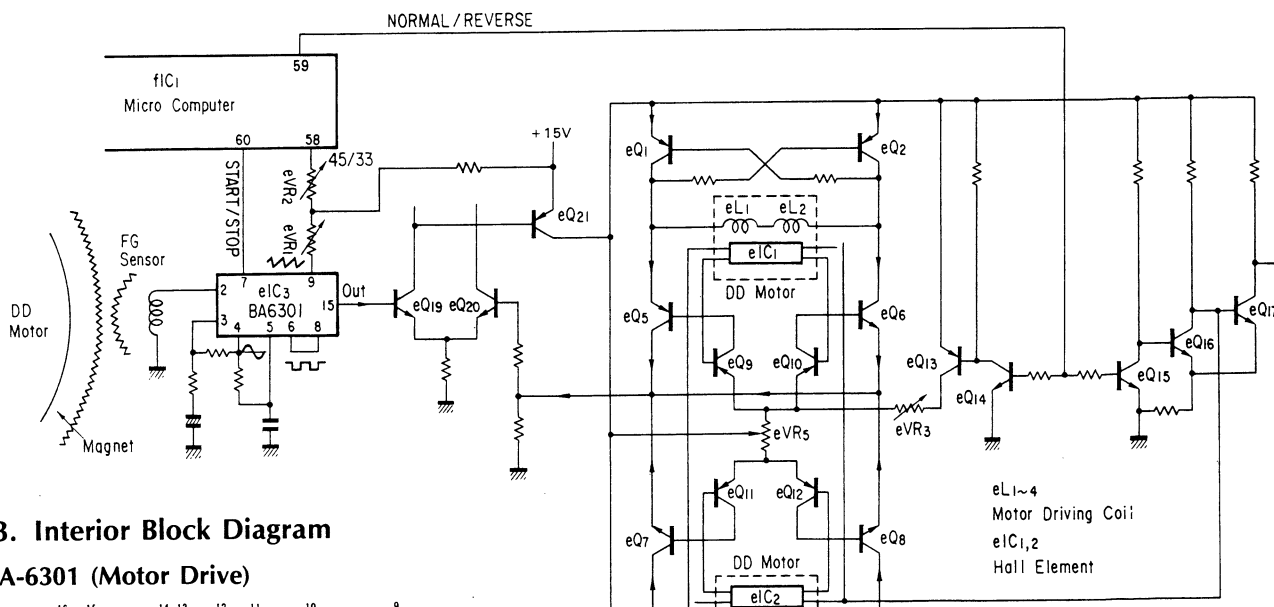 NORMAL/REVERSE
59
fIC1
Micro Computer
60
58
45/33
+15V
START/STOP
eVR2
eVR1
eQ21
eQ1
eQ2
eL1
eL2
eIC1
DD Motor
FG
Sensor
DD
Motor
Magnet
7
9
2
eIC3
BA6301
15
Out
3
4
5
6
8
eQ19
eQ20
eQ5
eQ6
eQ9
eQ10
eQ13
eQ14
eQ15
eQ16
eQ17
eVR5
eVR3
eQ11
eQ12
eQ7
eQ8
DD Motor
eIC2
eL1~4
Motor Driving Coil
eIC1,2
Hall Element
3. Interior Block Diagram
A-6301 (Motor Drive)